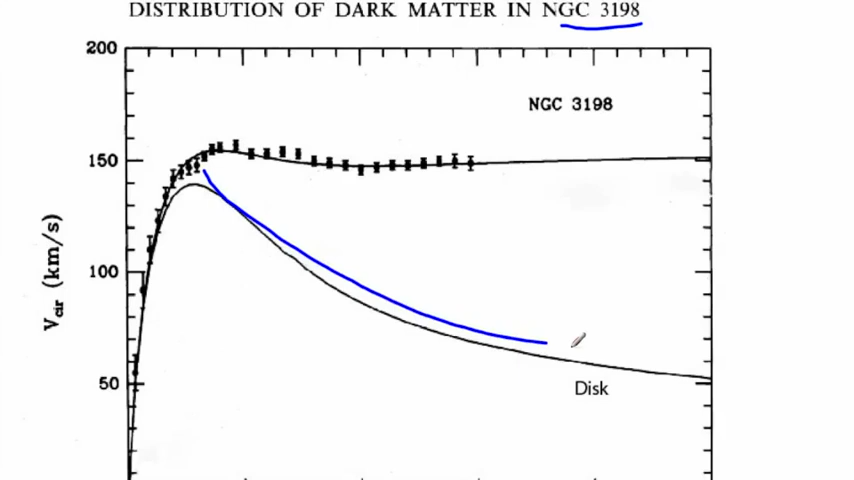 DISTRIBUTION OF DARK MATTER IN NGC 3198
200
NGC 3198
150
V_cir (km/s)
100
50
Disk